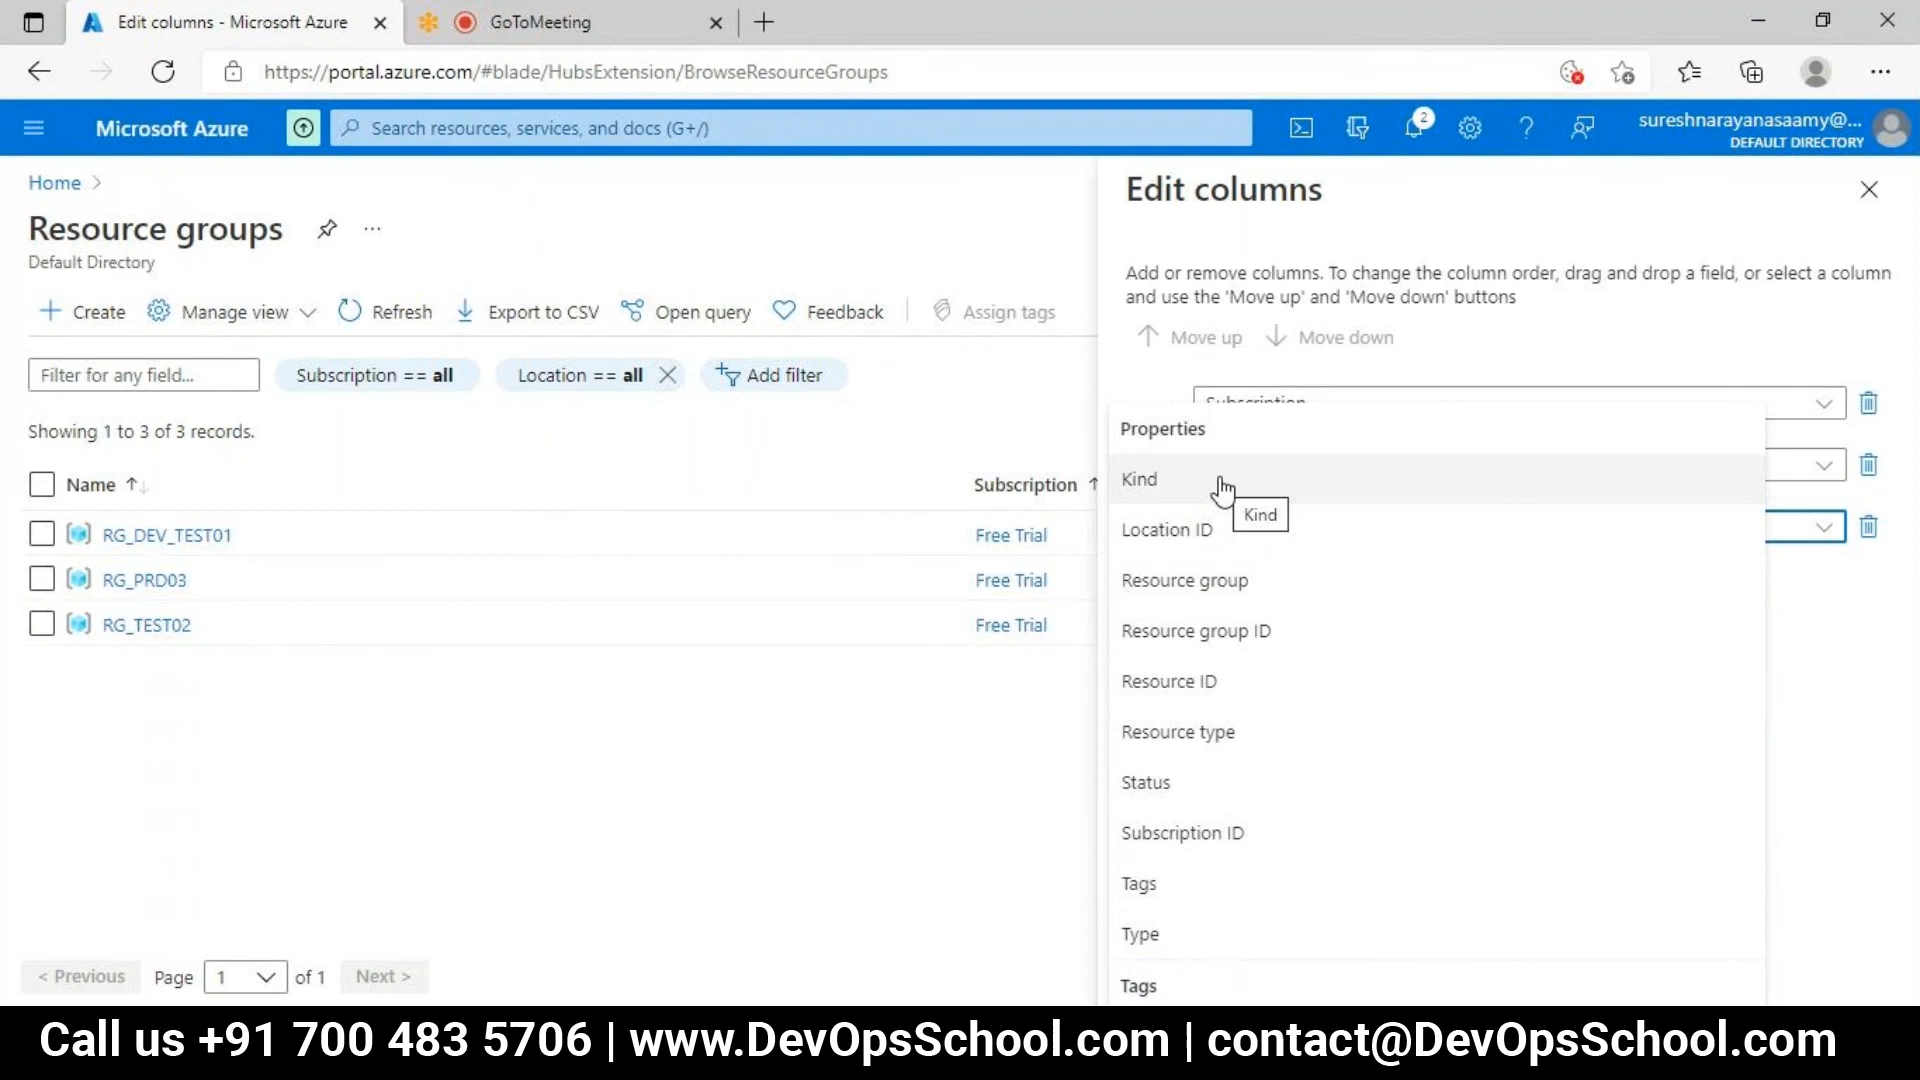 Edit columns - Microsoft Azure
GoToMeeting
https://portal.azure.com/#blade/HubsExtension/BrowseResourceGroups
Microsoft Azure
Search resources, services, and docs (G+/)
2
sureshnarayanasaamy@...
DEFAULT DIRECTORY
Home
Resource groups
Default Directory
Create
Manage view
Refresh
Export to CSV
Open query
Feedback
Assign tags
Filter for any field...
Subscription == all
Location == all
Add filter
Showing 1 to 3 of 3 records.
Name
Subscription
RG_DEV_TEST01
Free Trial
RG_PRD03
Free Trial
RG_TEST02
Free Trial
< Previous
Page
1
of 1
Next >
Edit columns
Add or remove columns. To change the column order, drag and drop a field, or select a column
and use the 'Move up' and 'Move down' buttons
Move up
Move down
Subscription
Properties
Kind
Kind
Location ID
Resource group
Resource group ID
Resource ID
Resource type
Status
Subscription ID
Tags
Type
Tags
Call us +91 700 483 5706 | www.DevOpsSchool.com | contact@DevOpsSchool.com